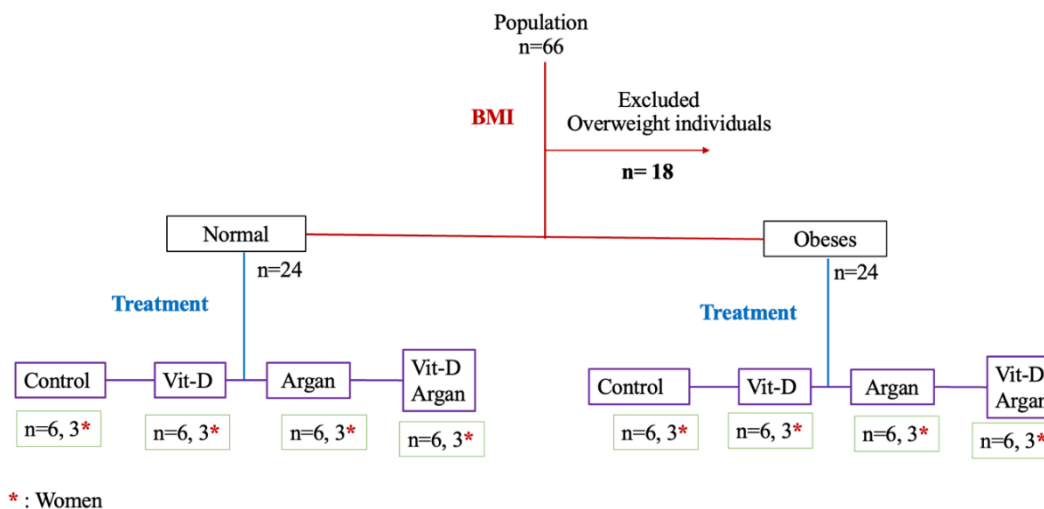 Population
n=66
BMI
Excluded
Overweight individuals
n= 18
Normal
Obeses
n=24
n=24
Treatment
Treatment
Control
Vit-D
Argan
Vit-D
Argan
Control
Vit-D
Argan
Vit-D
Argan
n=6, 3*
n=6, 3*
n=6, 3*
n=6, 3*
n=6, 3*
n=6, 3*
n=6, 3*
n=6, 3*
* : Women